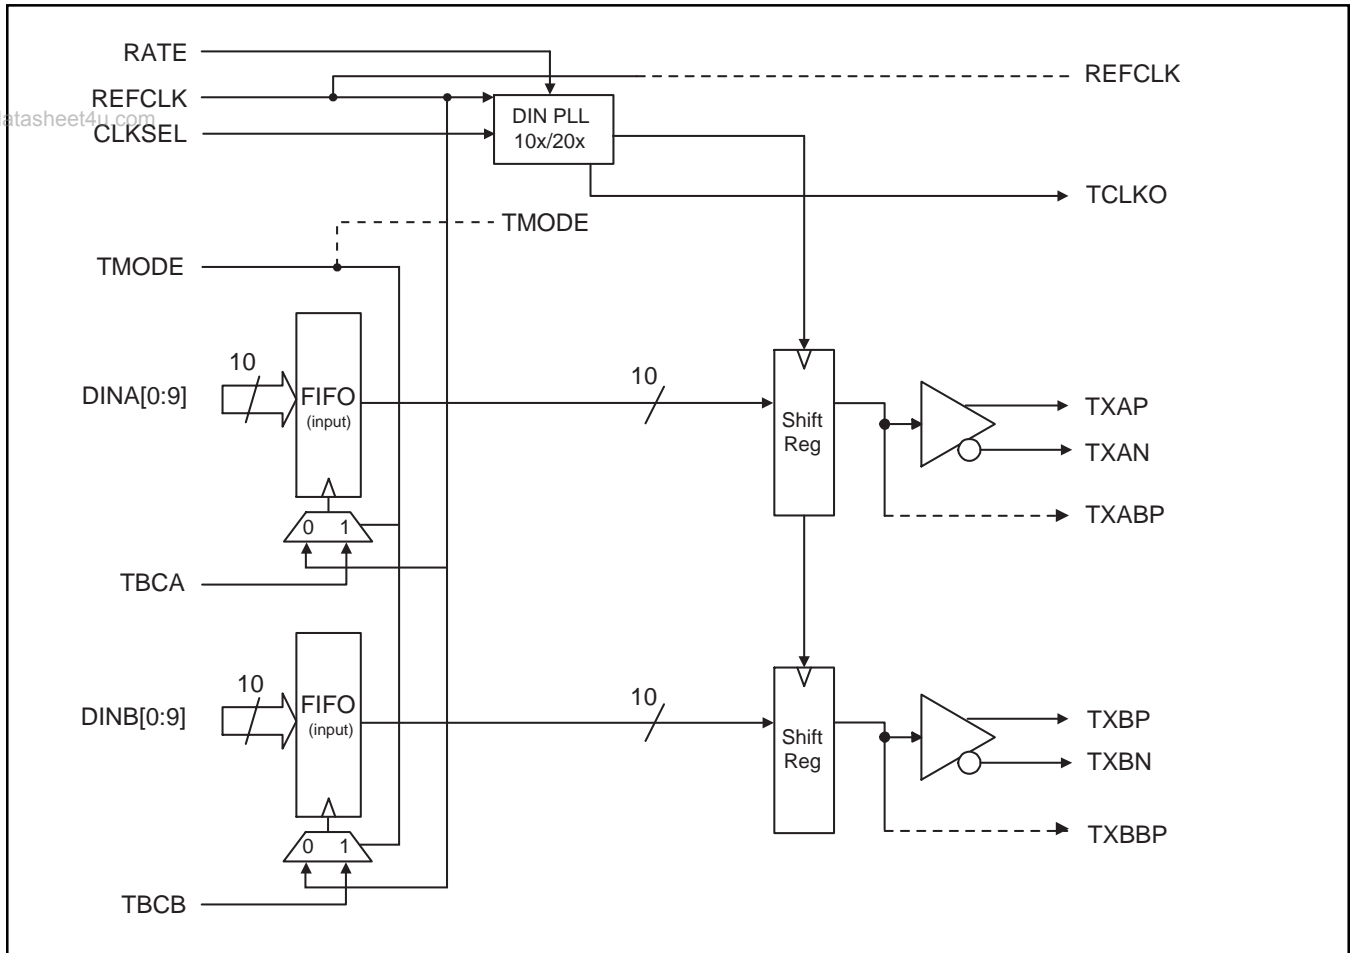 RATE
REFCLK
REFCLK
atasheet4u.com
CLKSEL
DIN PLL
10x/20x
TCLKO
TMODE
TMODE
10
DINA[0:9]
FIFO
(input)
10
Shift
Reg
TXAP
TXAN
TXABP
0 1
TBCA
10
DINB[0:9]
FIFO
(input)
10
Shift
Reg
TXBP
TXBN
TXBBP
0 1
TBCB